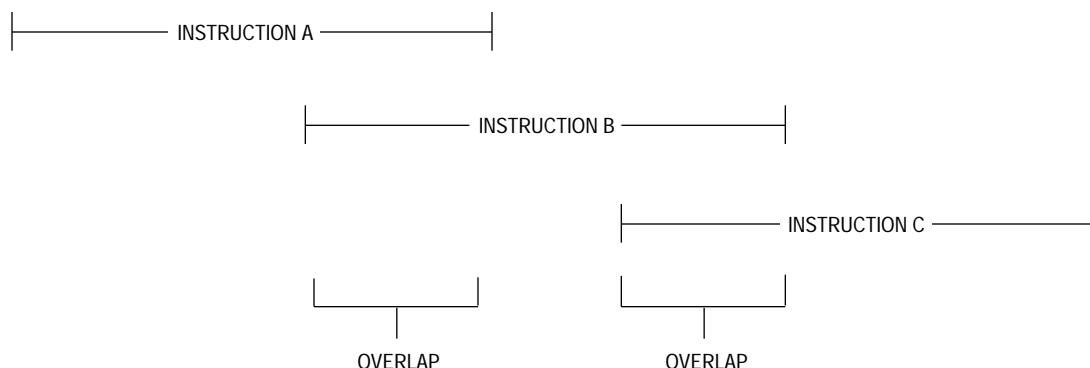 INSTRUCTION A
INSTRUCTION B
INSTRUCTION C
OVERLAP OVERLAP